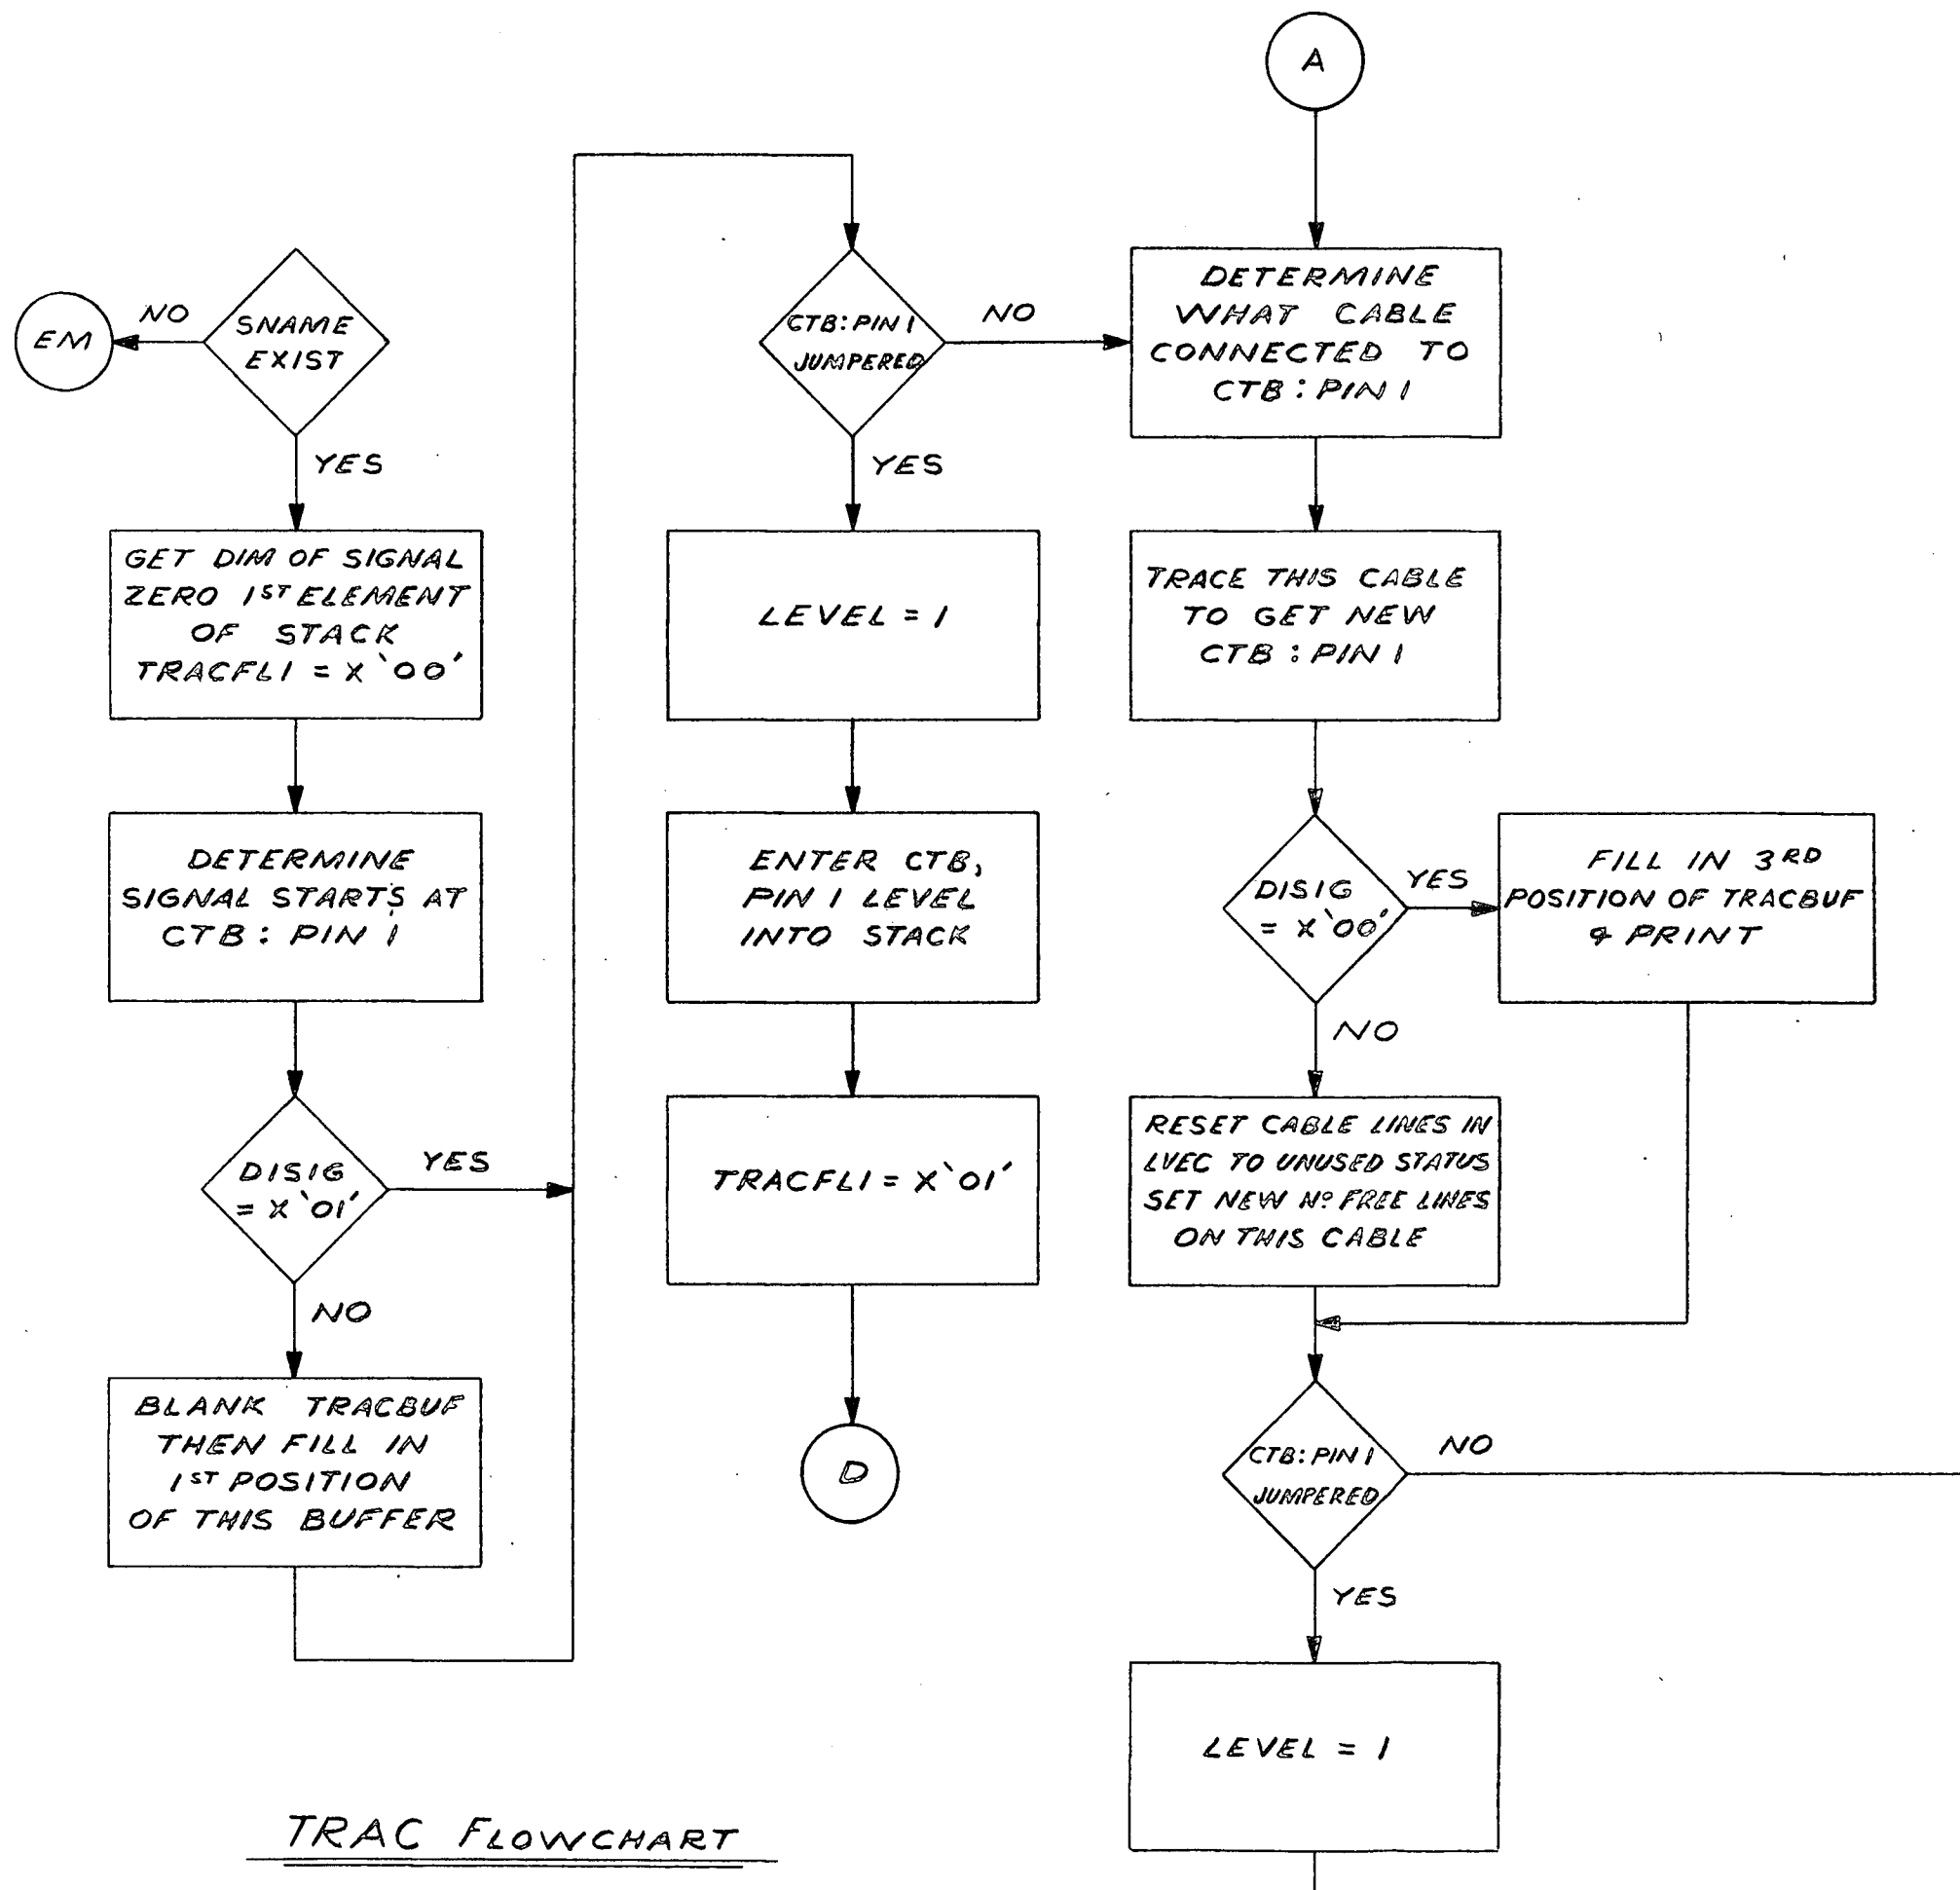 EM
NO
SNAME
EXIST
YES
GET DIM OF SIGNAL
ZERO 1ST ELEMENT
OF STACK
TRACFL1 = X`00'
DETERMINE
SIGNAL STARTS AT
CTB: PIN 1
DISIG
= X`01'
YES
NO
BLANK TRACBUF
THEN FILL IN
1ST POSITION
OF THIS BUFFER
CTB: PIN 1
JUMPERED
NO
YES
LEVEL = 1
ENTER CTB,
PIN 1 LEVEL
INTO STACK
TRACFL1 = X`01'
D
A
DETERMINE
WHAT CABLE
CONNECTED TO
CTB: PIN 1
TRACE THIS CABLE
TO GET NEW
CTB: PIN 1
DISIG
= X`00'
YES
FILL IN 3RD
POSITION OF TRACBUF
& PRINT
NO
RESET CABLE LINES IN
LVEC TO UNUSED STATUS
SET NEW Nº FREE LINES
ON THIS CABLE
CTB: PIN 1
JUMPERED
NO
YES
LEVEL = 1
TRAC FLOWCHART